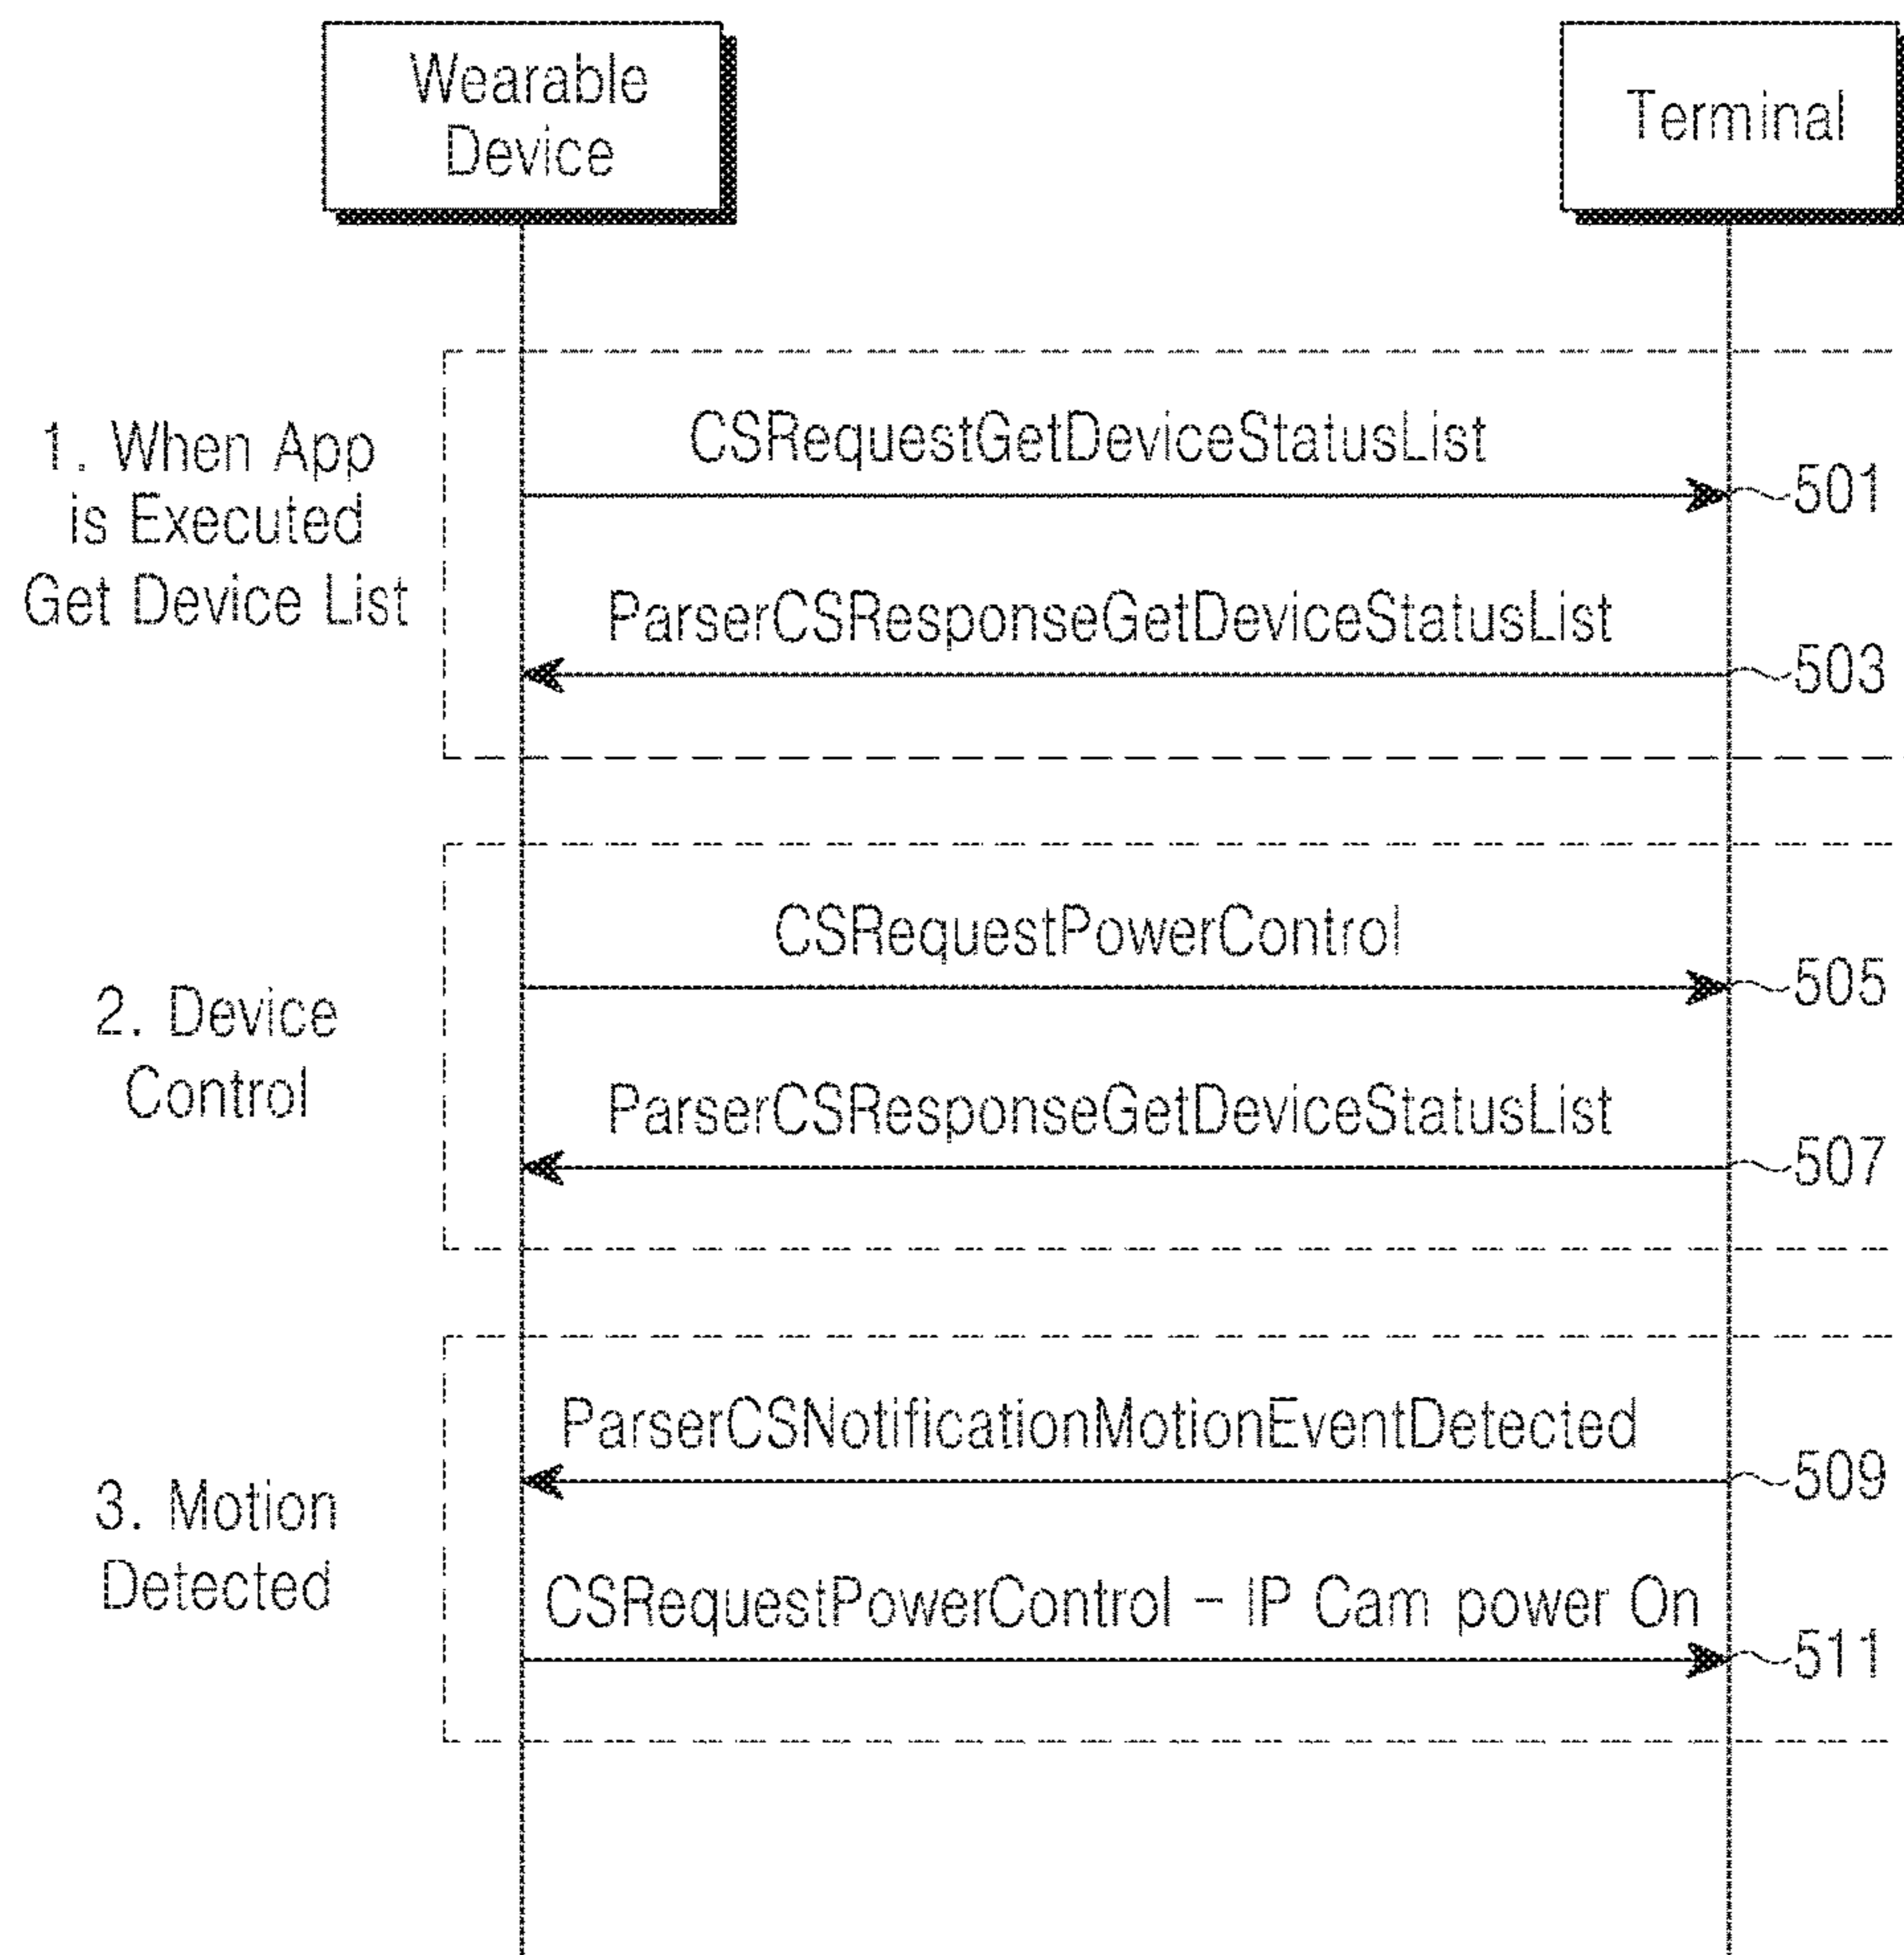 Wearable
Device
Terminal
1. When App
is Executed
Get Device List
CSRequestGetDeviceStatusList
501
ParserCSResponseGetDeviceStatusList
503
2. Device
Control
CSRequestPowerControl
505
ParserCSResponseGetDeviceStatusList
507
3. Motion
Detected
ParserCSNotificationMotionEventDetected
509
CSRequestPowerControl - IP Cam power On
511